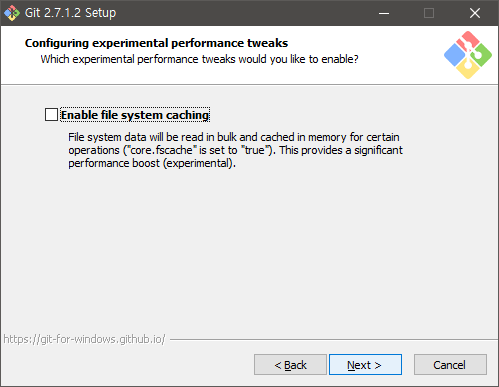 Git 2.7.1.2 Setup
Configuring experimental performance tweaks
Which experimental performance tweaks would you like to enable?
Enable file system caching
File system data will be read in bulk and cached in memory for certain
operations ("core.fscache" is set to "true"). This provides a significant
performance boost (experimental).
https://git-for-windows.github.io/
< Back
Next >
Cancel